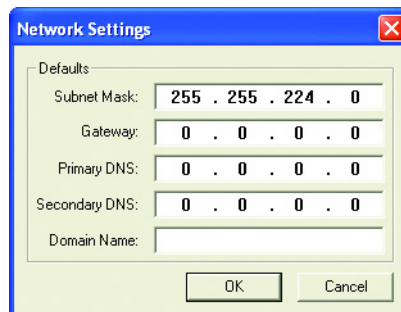 Network Settings
Defaults
Subnet Mask: 255 . 255 . 224 . 0
Gateway: 0 . 0 . 0 . 0
Primary DNS: 0 . 0 . 0 . 0
Secondary DNS: 0 . 0 . 0 . 0
Domain Name:
OK Cancel